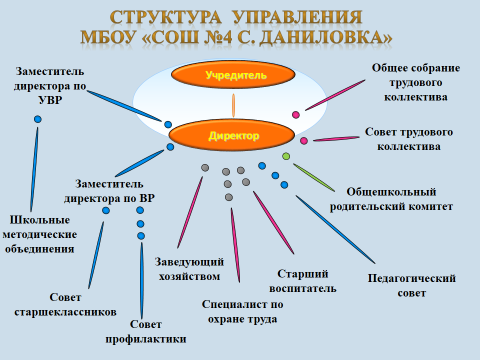 СТРУКТУРА УПРАВЛЕНИЯ
МБОУ «СОШ №4 С. ДАНИЛОВКА»
Учредитель
Директор
Заместитель
директора по
УВР
Общее собрание
трудового
коллектива
Совет трудового
коллектива
Заместитель
директора по ВР
Общешкольный
родительский комитет
Школьные
методические
объединения
Заведующий
хозяйством
Старший
воспитатель
Педагогический
совет
Совет
старшеклассников
Специалист по
охране труда
Совет
профилактики